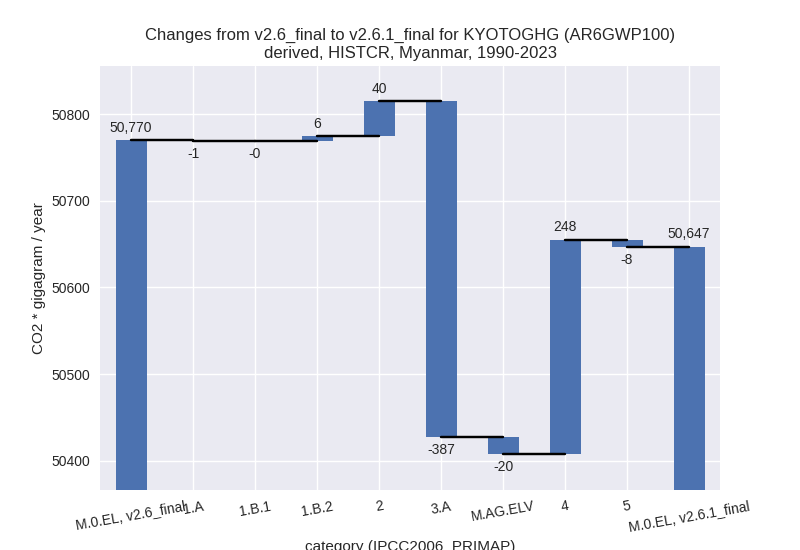 Changes from v2.6_final to v2.6.1_final for KYOTOGHG (AR6GWP100)
derived, HISTCR, Myanmar, 1990-2023
CO2 * gigagram / year
50800
50700
50600
50500
50400
50,770
-1
-0
6
40
-387
-20
248
-8
50,647
M.0.EL, v2.6_final
1.A
1.B.1
1.B.2
2
3.A
M.AG.ELV
4
5
M.0.EL, v2.6.1_final
category (IPCC2006_PRIMAP)